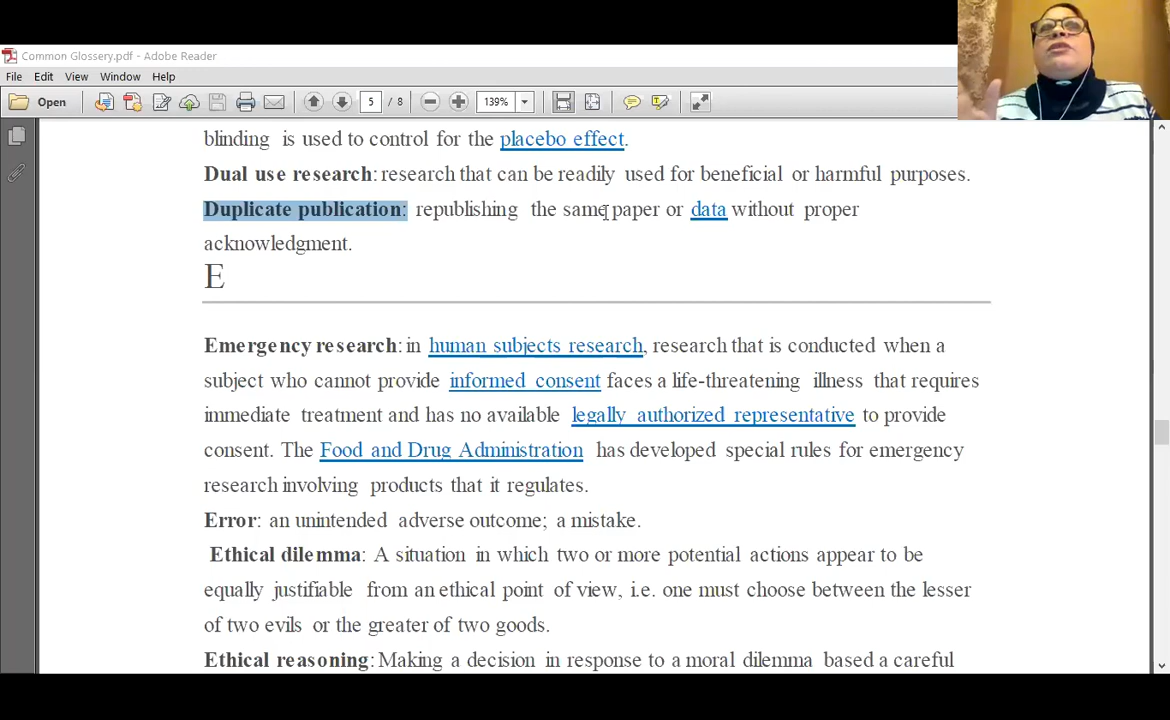 Common Glossery.pdf - Adobe Reader
File Edit View Window Help
Open 5 / 8 139%
blinding is used to control for the placebo effect.
Dual use research: research that can be readily used for beneficial or harmful purposes.
Duplicate publication: republishing the same paper or data without proper
acknowledgment.
E
Emergency research: in human subjects research, research that is conducted when a
subject who cannot provide informed consent faces a life-threatening illness that requires
immediate treatment and has no available legally authorized representative to provide
consent. The Food and Drug Administration has developed special rules for emergency
research involving products that it regulates.
Error: an unintended adverse outcome; a mistake.
Ethical dilemma: A situation in which two or more potential actions appear to be
equally justifiable from an ethical point of view, i.e. one must choose between the lesser
of two evils or the greater of two goods.
Ethical reasoning: Making a decision in response to a moral dilemma based a careful